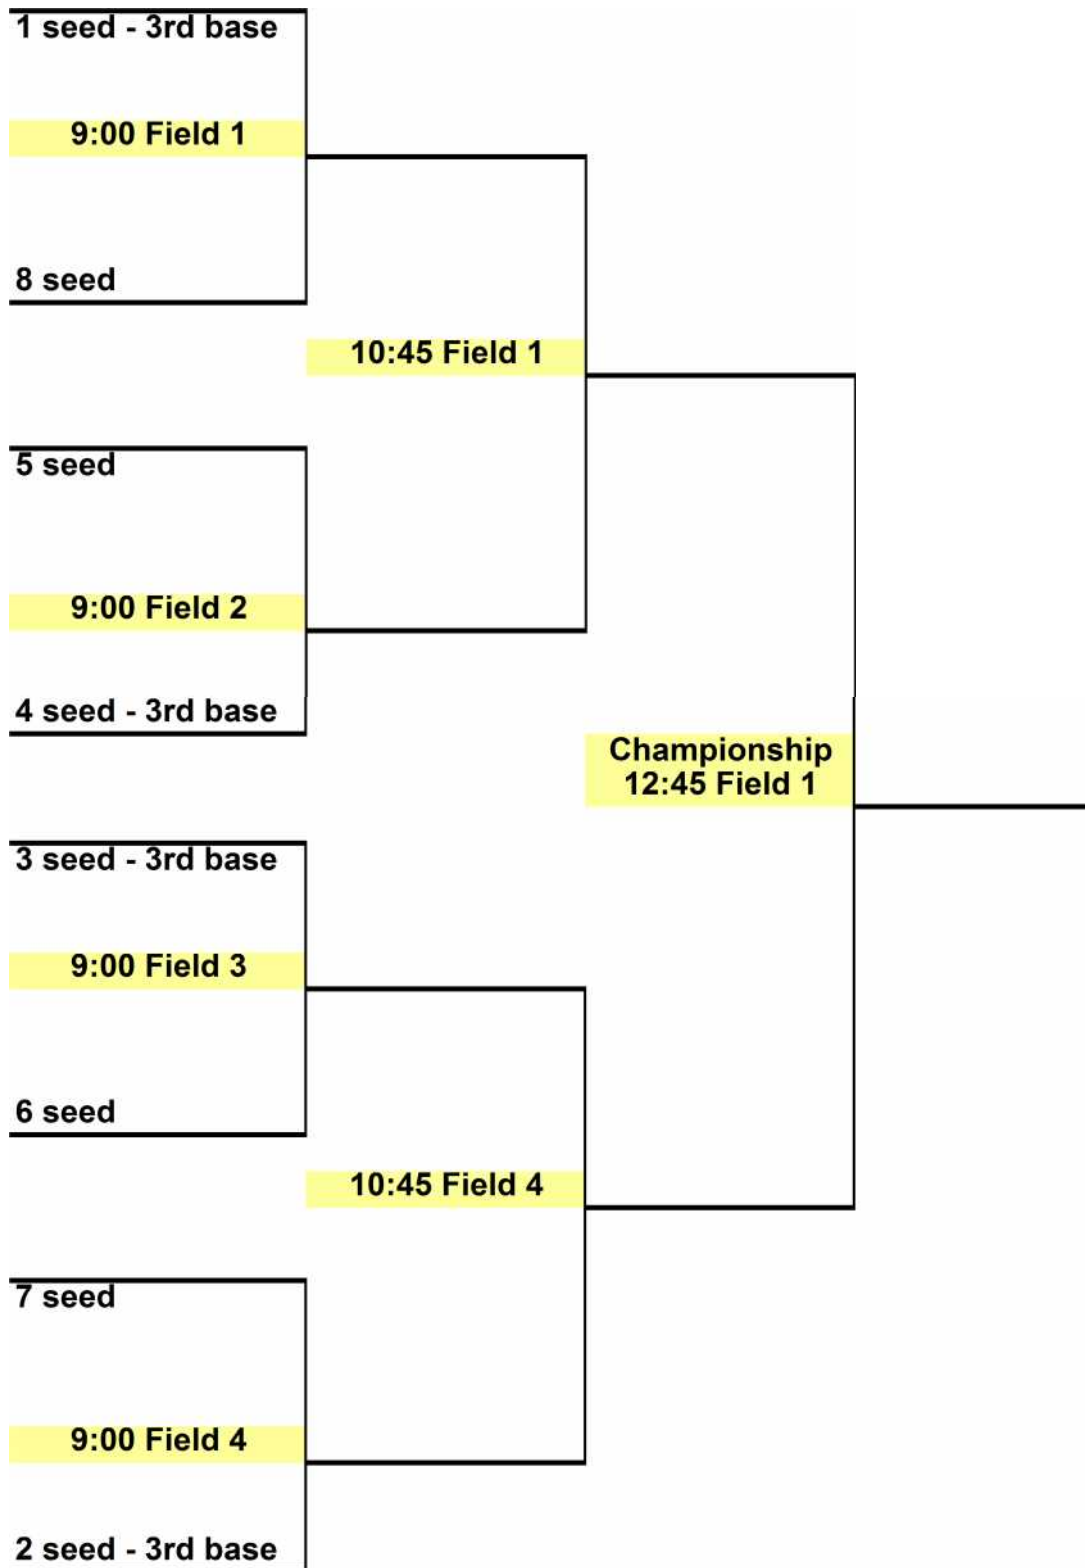 1 seed - 3rd base
9:00 Field 1
8 seed
10:45 Field 1
5 seed
9:00 Field 2
4 seed - 3rd base
Championship
12:45 Field 1
3 seed - 3rd base
9:00 Field 3
6 seed
10:45 Field 4
7 seed
9:00 Field 4
2 seed - 3rd base